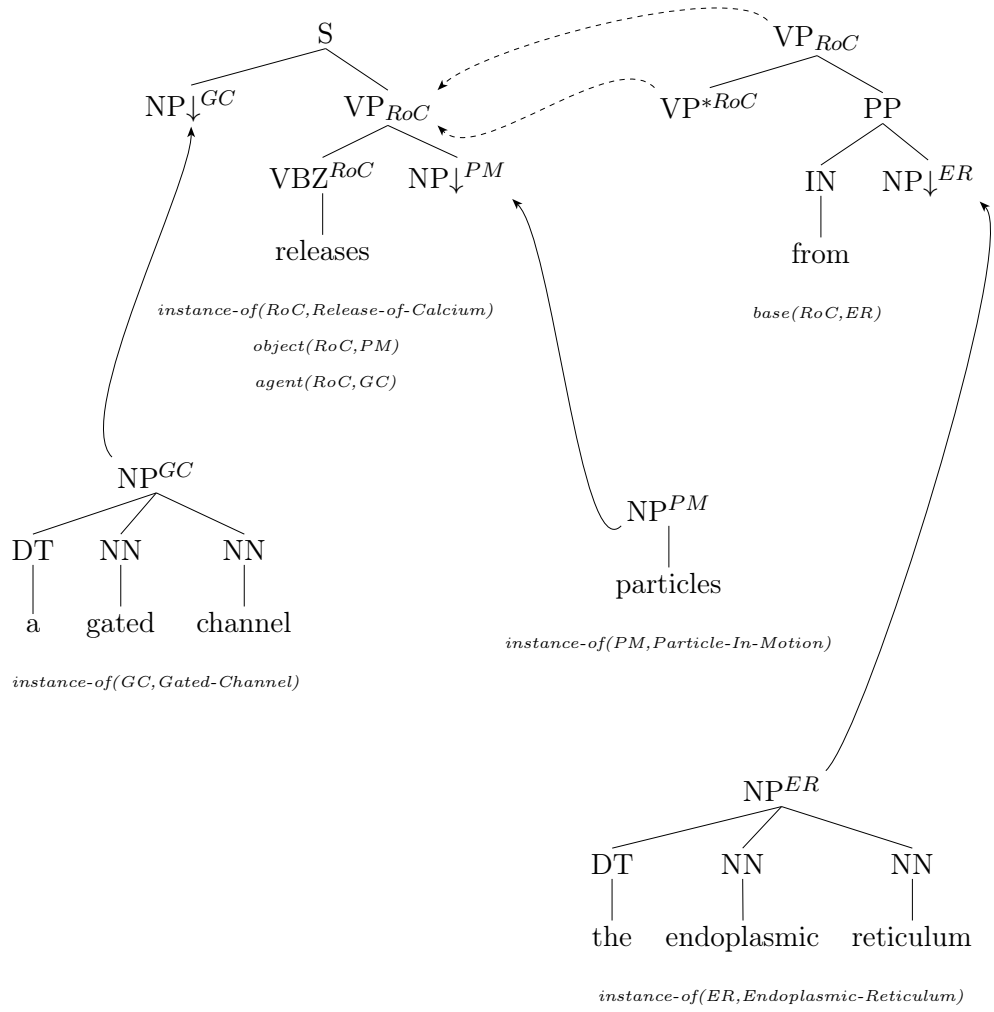 S
NP↓^GC VP_RoC
VBZ^RoC NP↓^PM
releases
instance-of(RoC,Release-of-Calcium)
object(RoC,PM)
agent(RoC,GC)
VP_RoC
VP*^RoC PP
IN NP↓^ER
from
base(RoC,ER)
NP^GC
DT NN NN
a gated channel
instance-of(GC,Gated-Channel)
NP^PM
particles
instance-of(PM,Particle-In-Motion)
NP^ER
DT NN NN
the endoplasmic reticulum
instance-of(ER,Endoplasmic-Reticulum)